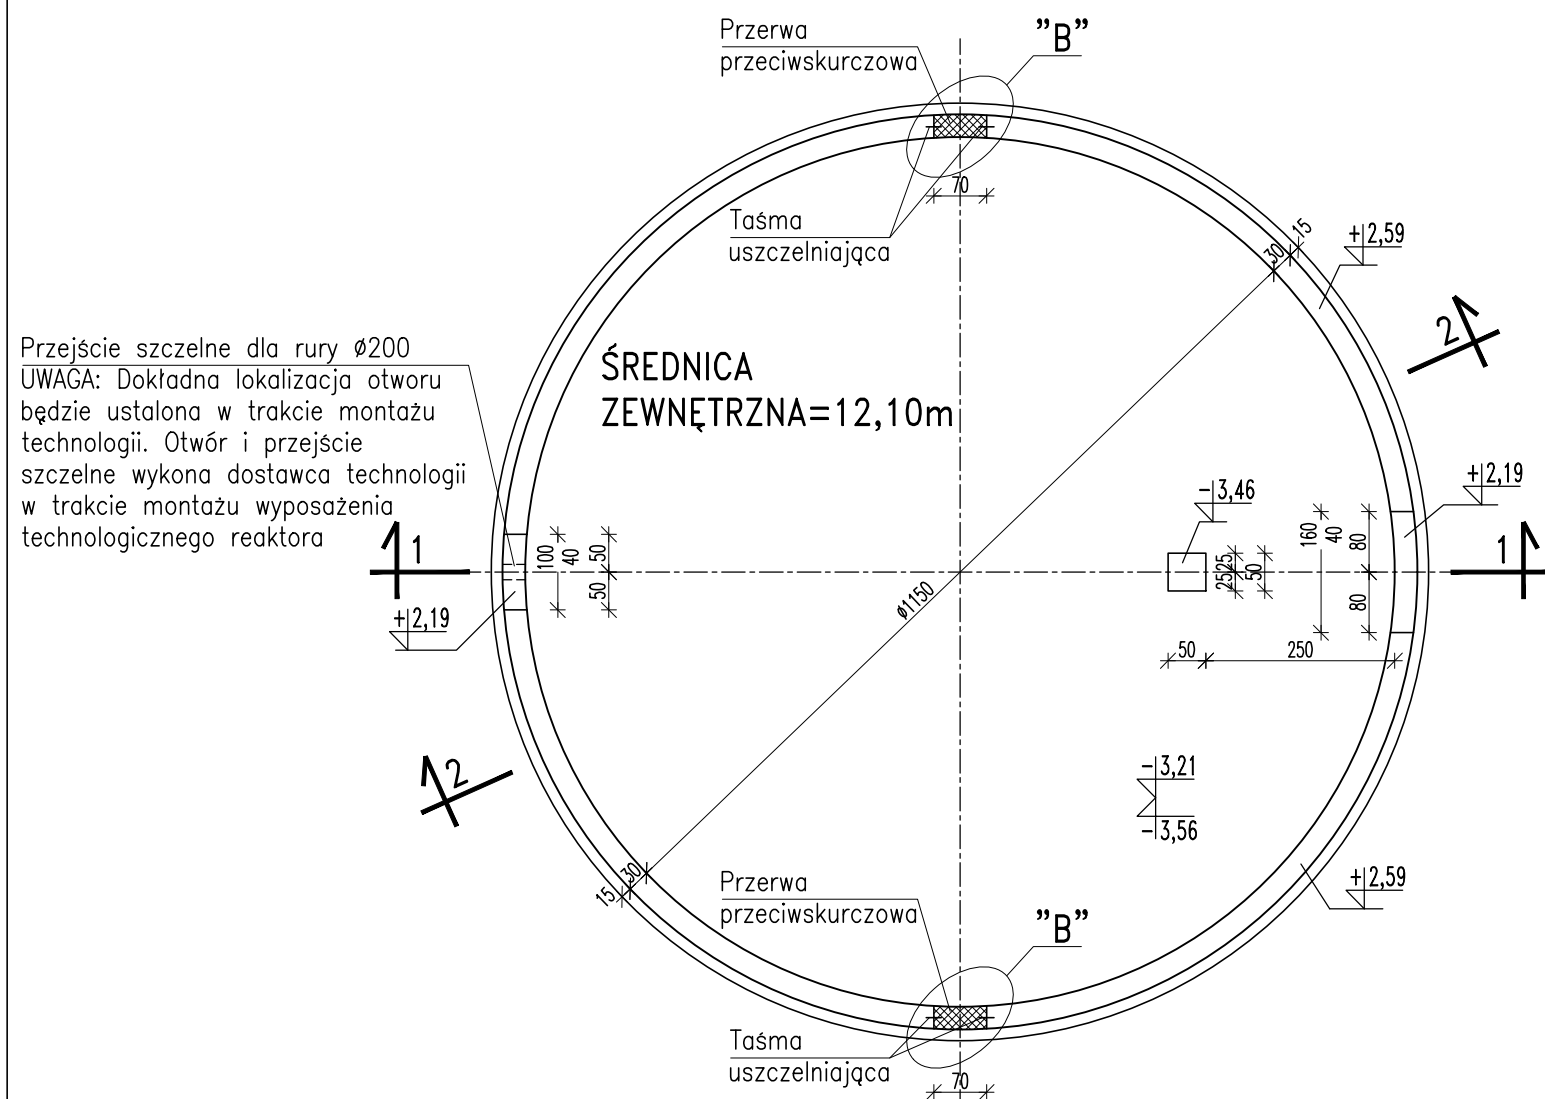 Przerwa
przeciwskurczowa
”B”
70
Taśma
uszczelniająca
15
30
+2,59
2
Przejście szczelne dla rury ø200
UWAGA: Dokładna lokalizacja otworu
będzie ustalona w trakcie montażu
technologii. Otwór i przejście
szczelne wykona dostawca technologii
w trakcie montażu wyposażenia
technologicznego reaktora
ŚREDNICA
ZEWNĘTRZNA=12,10m
+2,19
-3,46
1
100
40
50
50
+2,19
ø1150
25
25
50
160
40
80
80
1
50
250
2
-3,21
-3,56
30
15
+2,59
Przerwa
przeciwskurczowa
”B”
Taśma
uszczelniająca
70